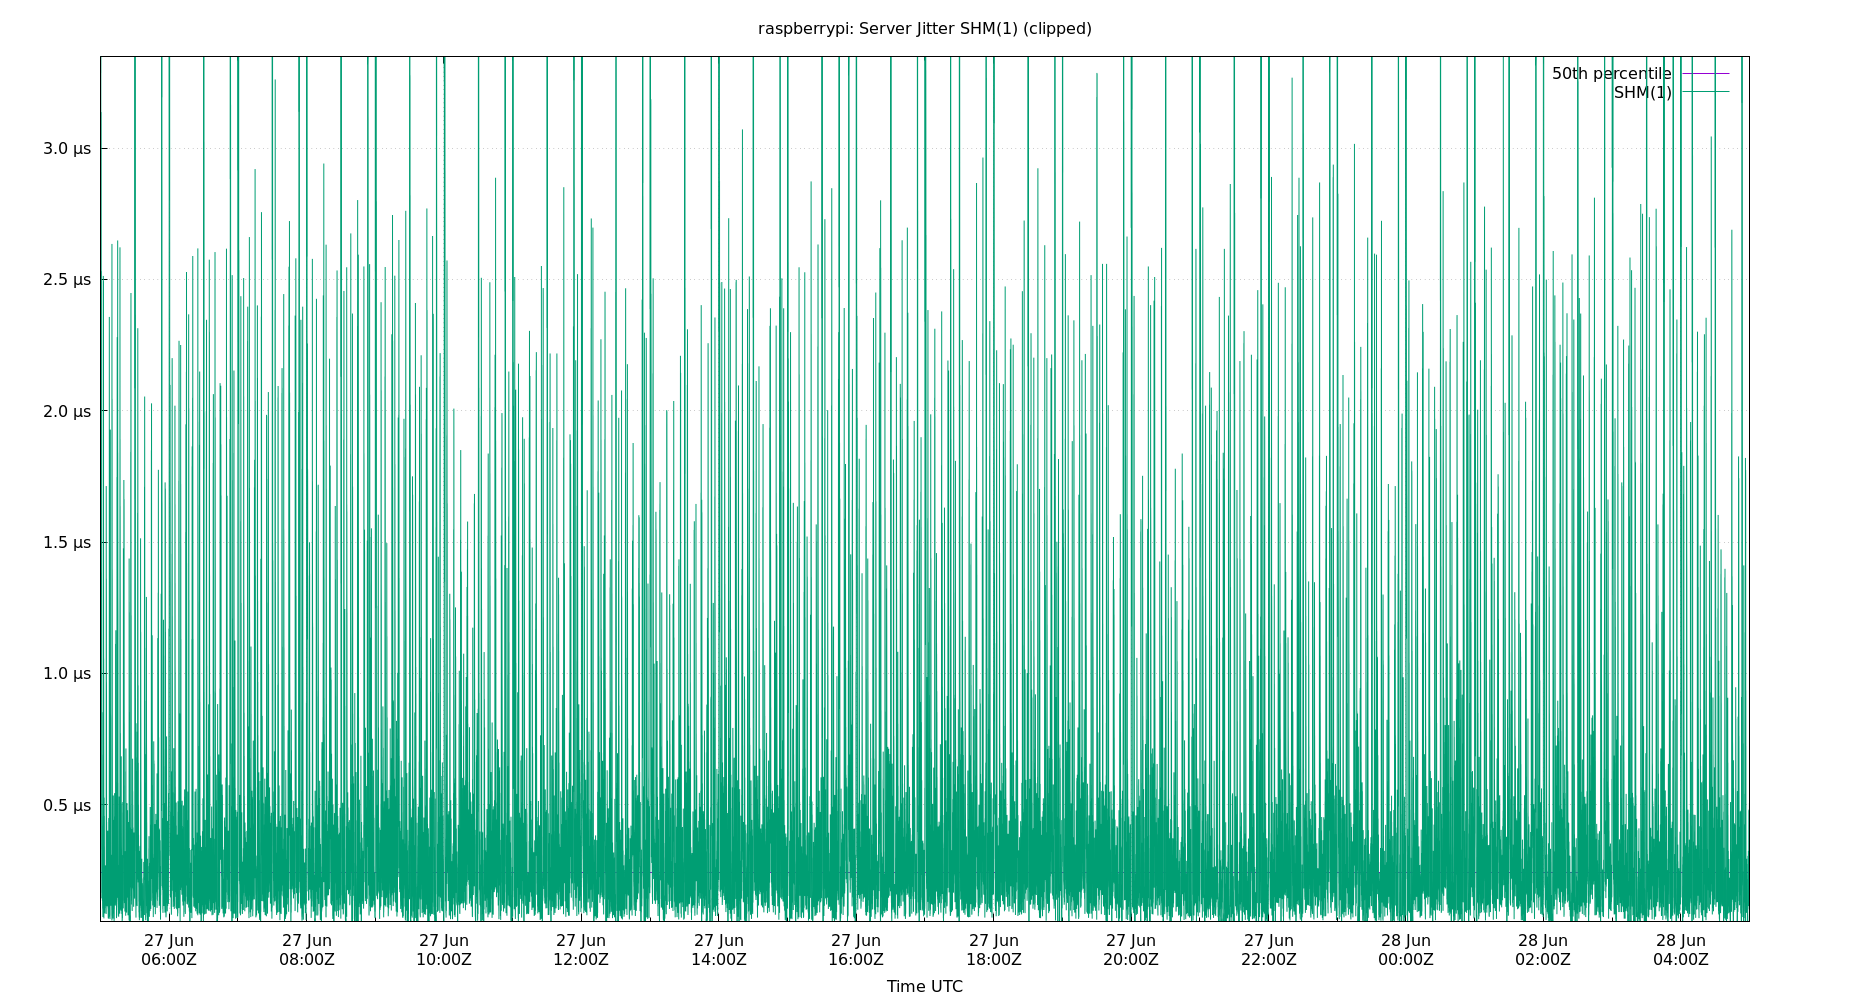 raspberrypi: Server Jitter SHM(1) (clipped)
50th percentile
SHM(1)
3.0 μs
2.5 μs
2.0 μs
1.5 μs
1.0 μs
0.5 μs
27 Jun 27 Jun 27 Jun 27 Jun 27 Jun 27 Jun 27 Jun 27 Jun 27 Jun 28 Jun 28 Jun 28 Jun
06:00Z 08:00Z 10:00Z 12:00Z 14:00Z 16:00Z 18:00Z 20:00Z 22:00Z 00:00Z 02:00Z 04:00Z
Time UTC